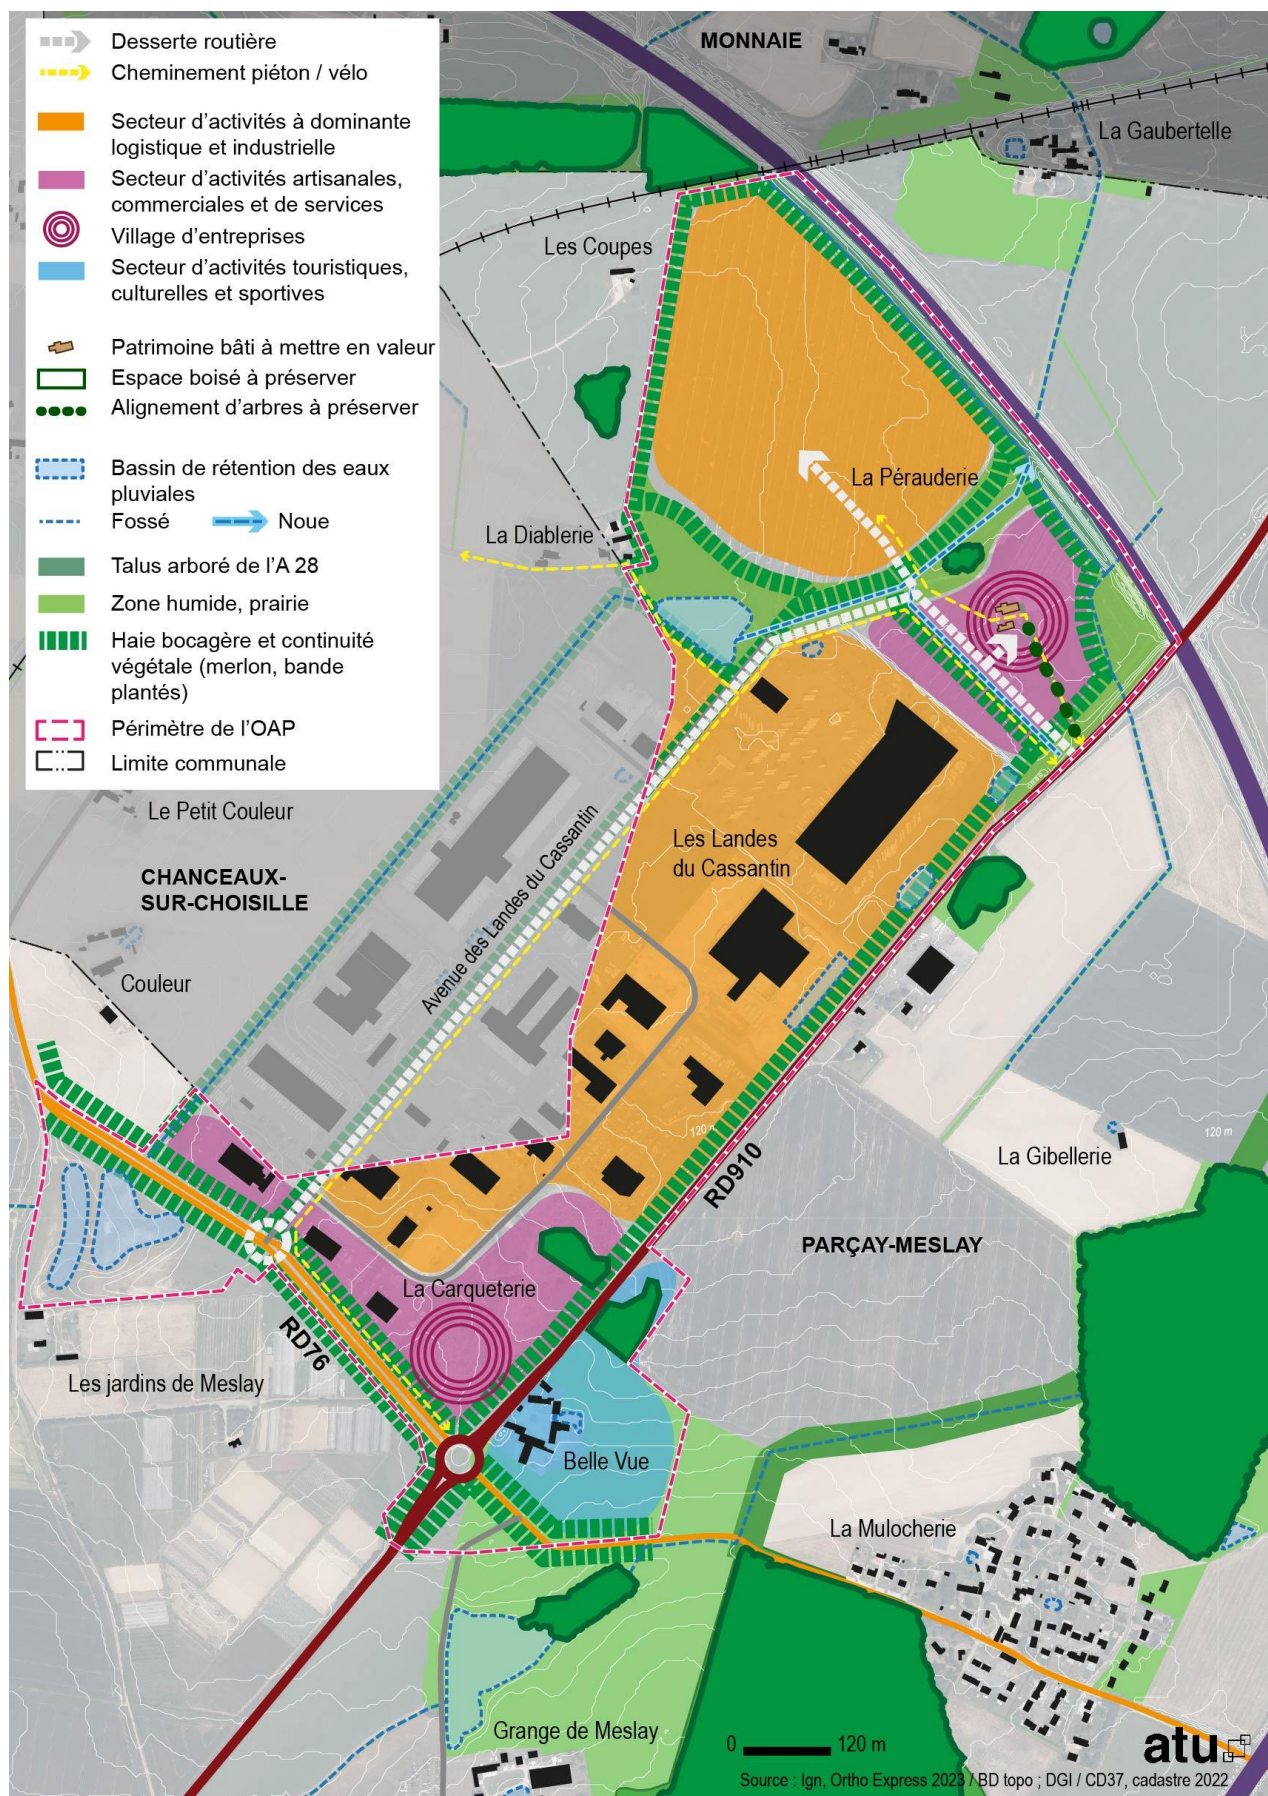 Desserte routière
Cheminement piéton / vélo
Secteur d'activités à dominante
logistique et industrielle
Secteur d'activités artisanales,
commerciales et de services
Village d'entreprises
Secteur d'activités touristiques,
culturelles et sportives
Patrimoine bâti à mettre en valeur
Espace boisé à préserver
Alignement d'arbres à préserver
Bassin de rétention des eaux
pluviales
Fossé
Noue
Talus arboré de l'A 28
Zone humide, prairie
Haie bocagère et continuité
végétale (merlon, bande
plantés)
Périmètre de l'OAP
Limite communale
MONNAIE
La Gaubertelle
Les Coupes
La Pérauderie
La Diablerie
Le Petit Couleur
CHANCEAUX-
SUR-CHOISILLE
Couleur
Avenue des Landes du Cassantin
Les Landes
du Cassantin
120 m
120 m
La Gibellerie
RD910
PARÇAY-MESLAY
La Carqueterie
RD76
Les jardins de Meslay
Belle Vue
La Mulocherie
Grange de Meslay
0 120 m
atu
Source : Ign, Ortho Express 2023 / BD topo ; DGI / CD37, cadastre 2022